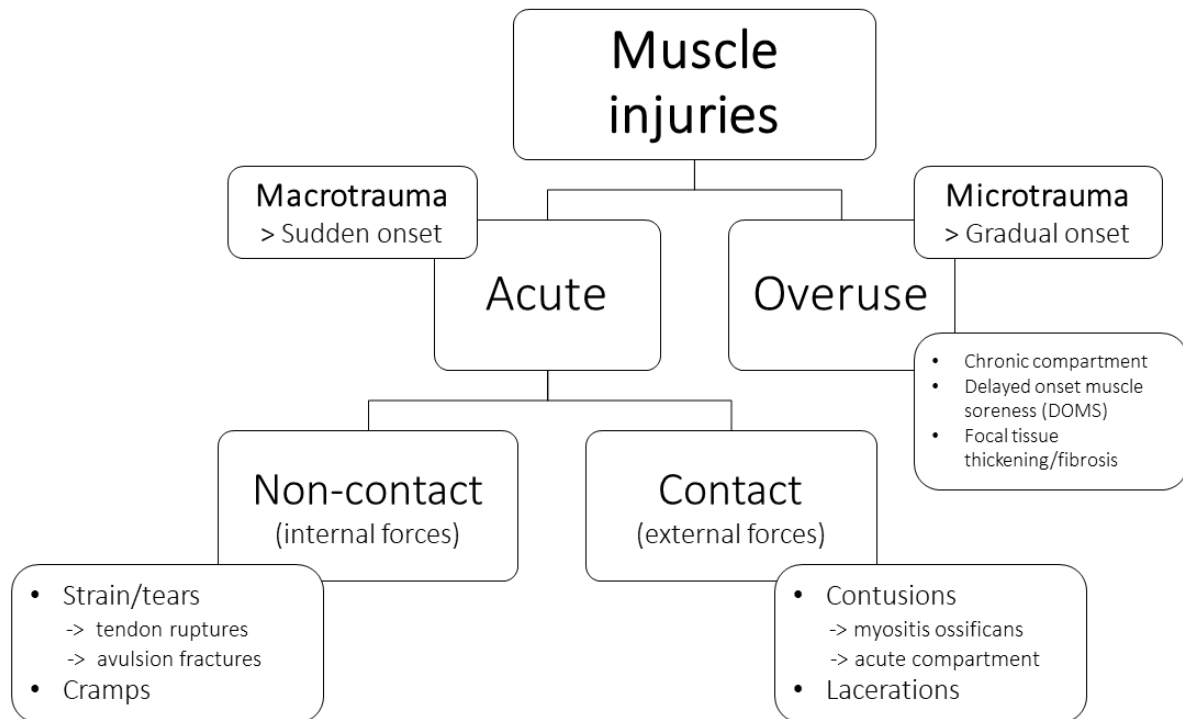 Muscle
injuries
Macrotrauma
> Sudden onset
Microtrauma
> Gradual onset
Acute
Overuse
• Chronic compartment
• Delayed onset muscle
soreness (DOMS)
• Focal tissue
thickening/fibrosis
Non-contact
(internal forces)
Contact
(external forces)
• Strain/tears
-> tendon ruptures
-> avulsion fractures
• Cramps
• Contusions
-> myositis ossificans
-> acute compartment
• Lacerations